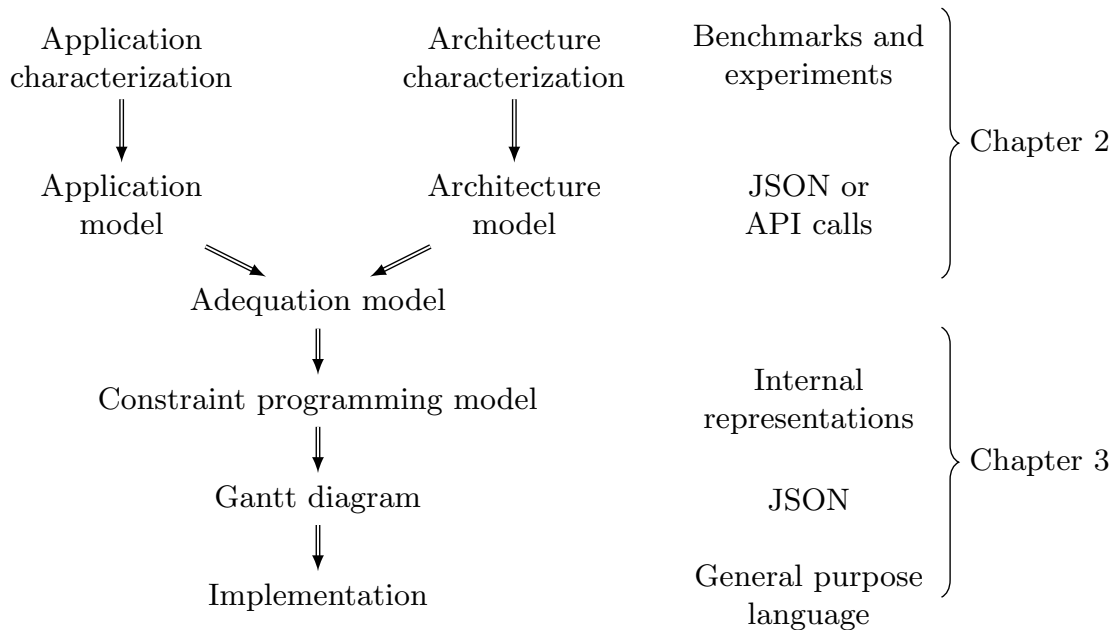 Application
characterization
Architecture
characterization
Benchmarks and
experiments
Chapter 2
Application
model
Architecture
model
JSON or
API calls
Adequation model
Constraint programming model
Internal
representations
Chapter 3
Gantt diagram
JSON
Implementation
General purpose
language